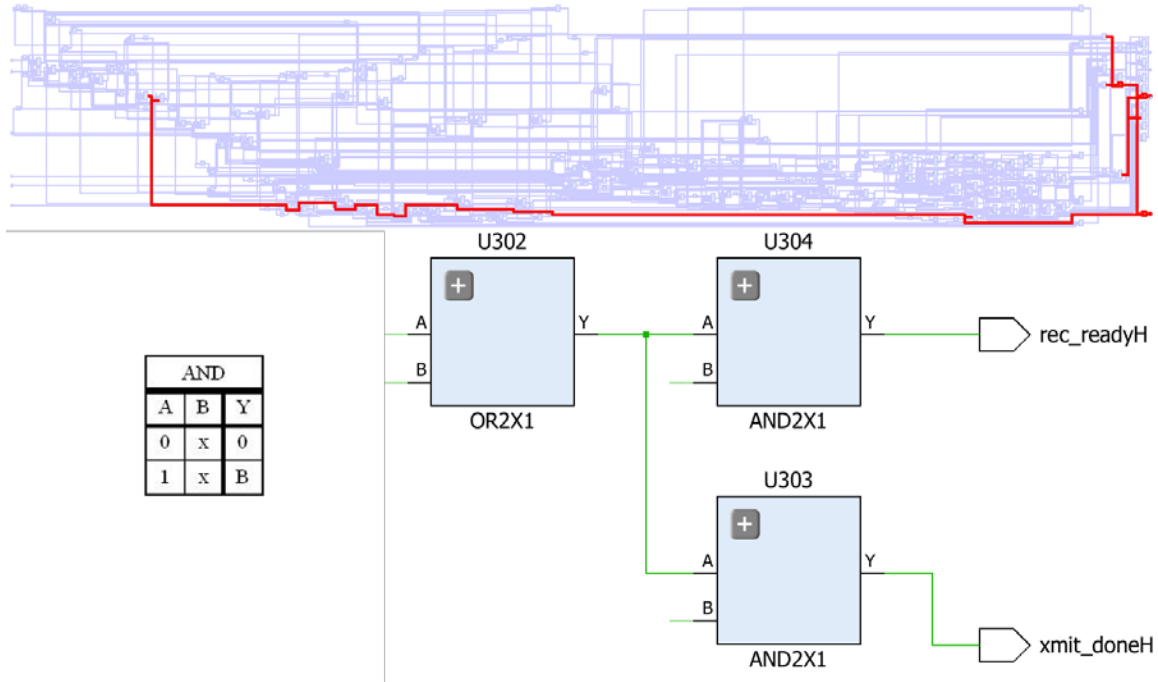 U302
U304
A
B
Y
OR2X1
A
B
Y
AND2X1
rec_readyH
AND
A B Y
0 x 0
1 x B
U303
A
B
Y
AND2X1
xmit_doneH